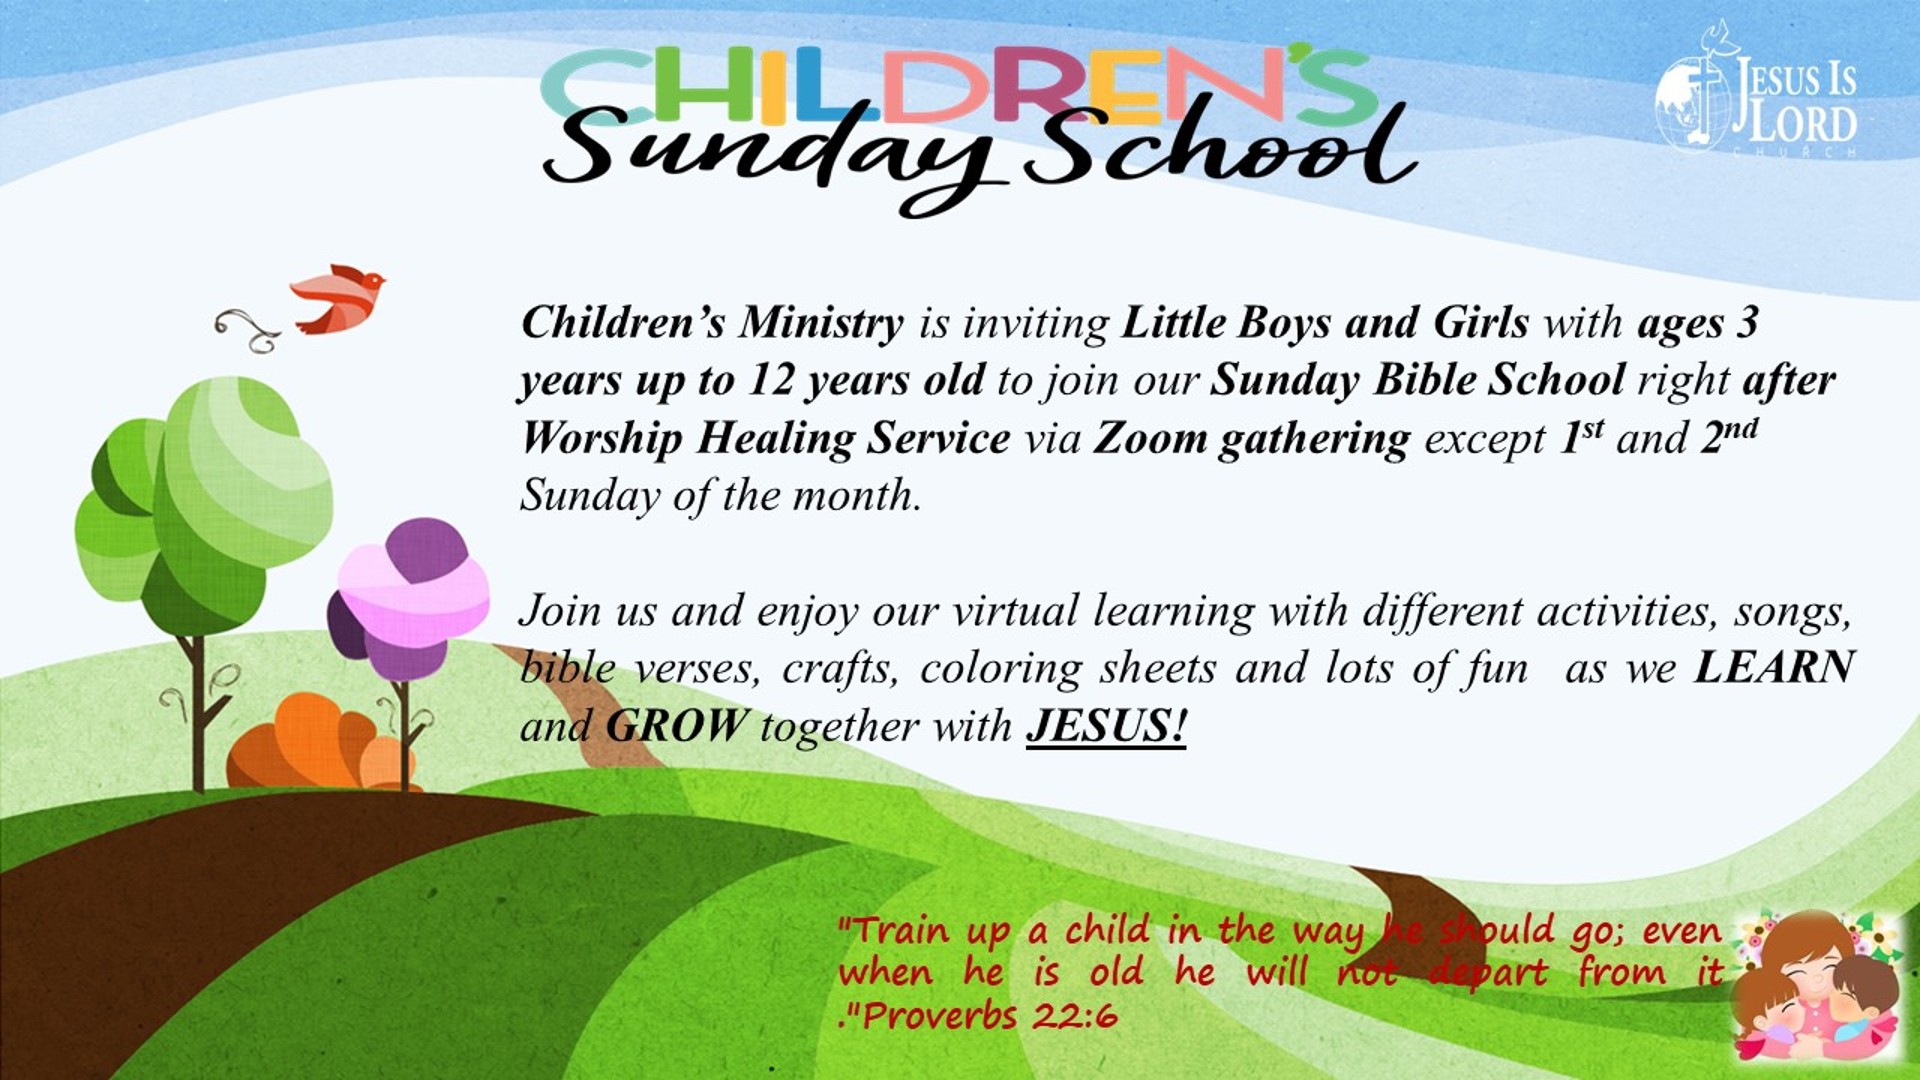 CHILDREN'S
Sunday School
JESUS IS
LORD
CHURCH
Children’s Ministry is inviting Little Boys and Girls with ages 3
years up to 12 years old to join our Sunday Bible School right after
Worship Healing Service via Zoom gathering except 1st and 2nd
Sunday of the month.
Join us and enjoy our virtual learning with different activities, songs,
bible verses, crafts, coloring sheets and lots of fun as we LEARN
and GROW together with JESUS!
"Train up a child in the way he should go; even
when he is old he will not depart from it
."Proverbs 22:6